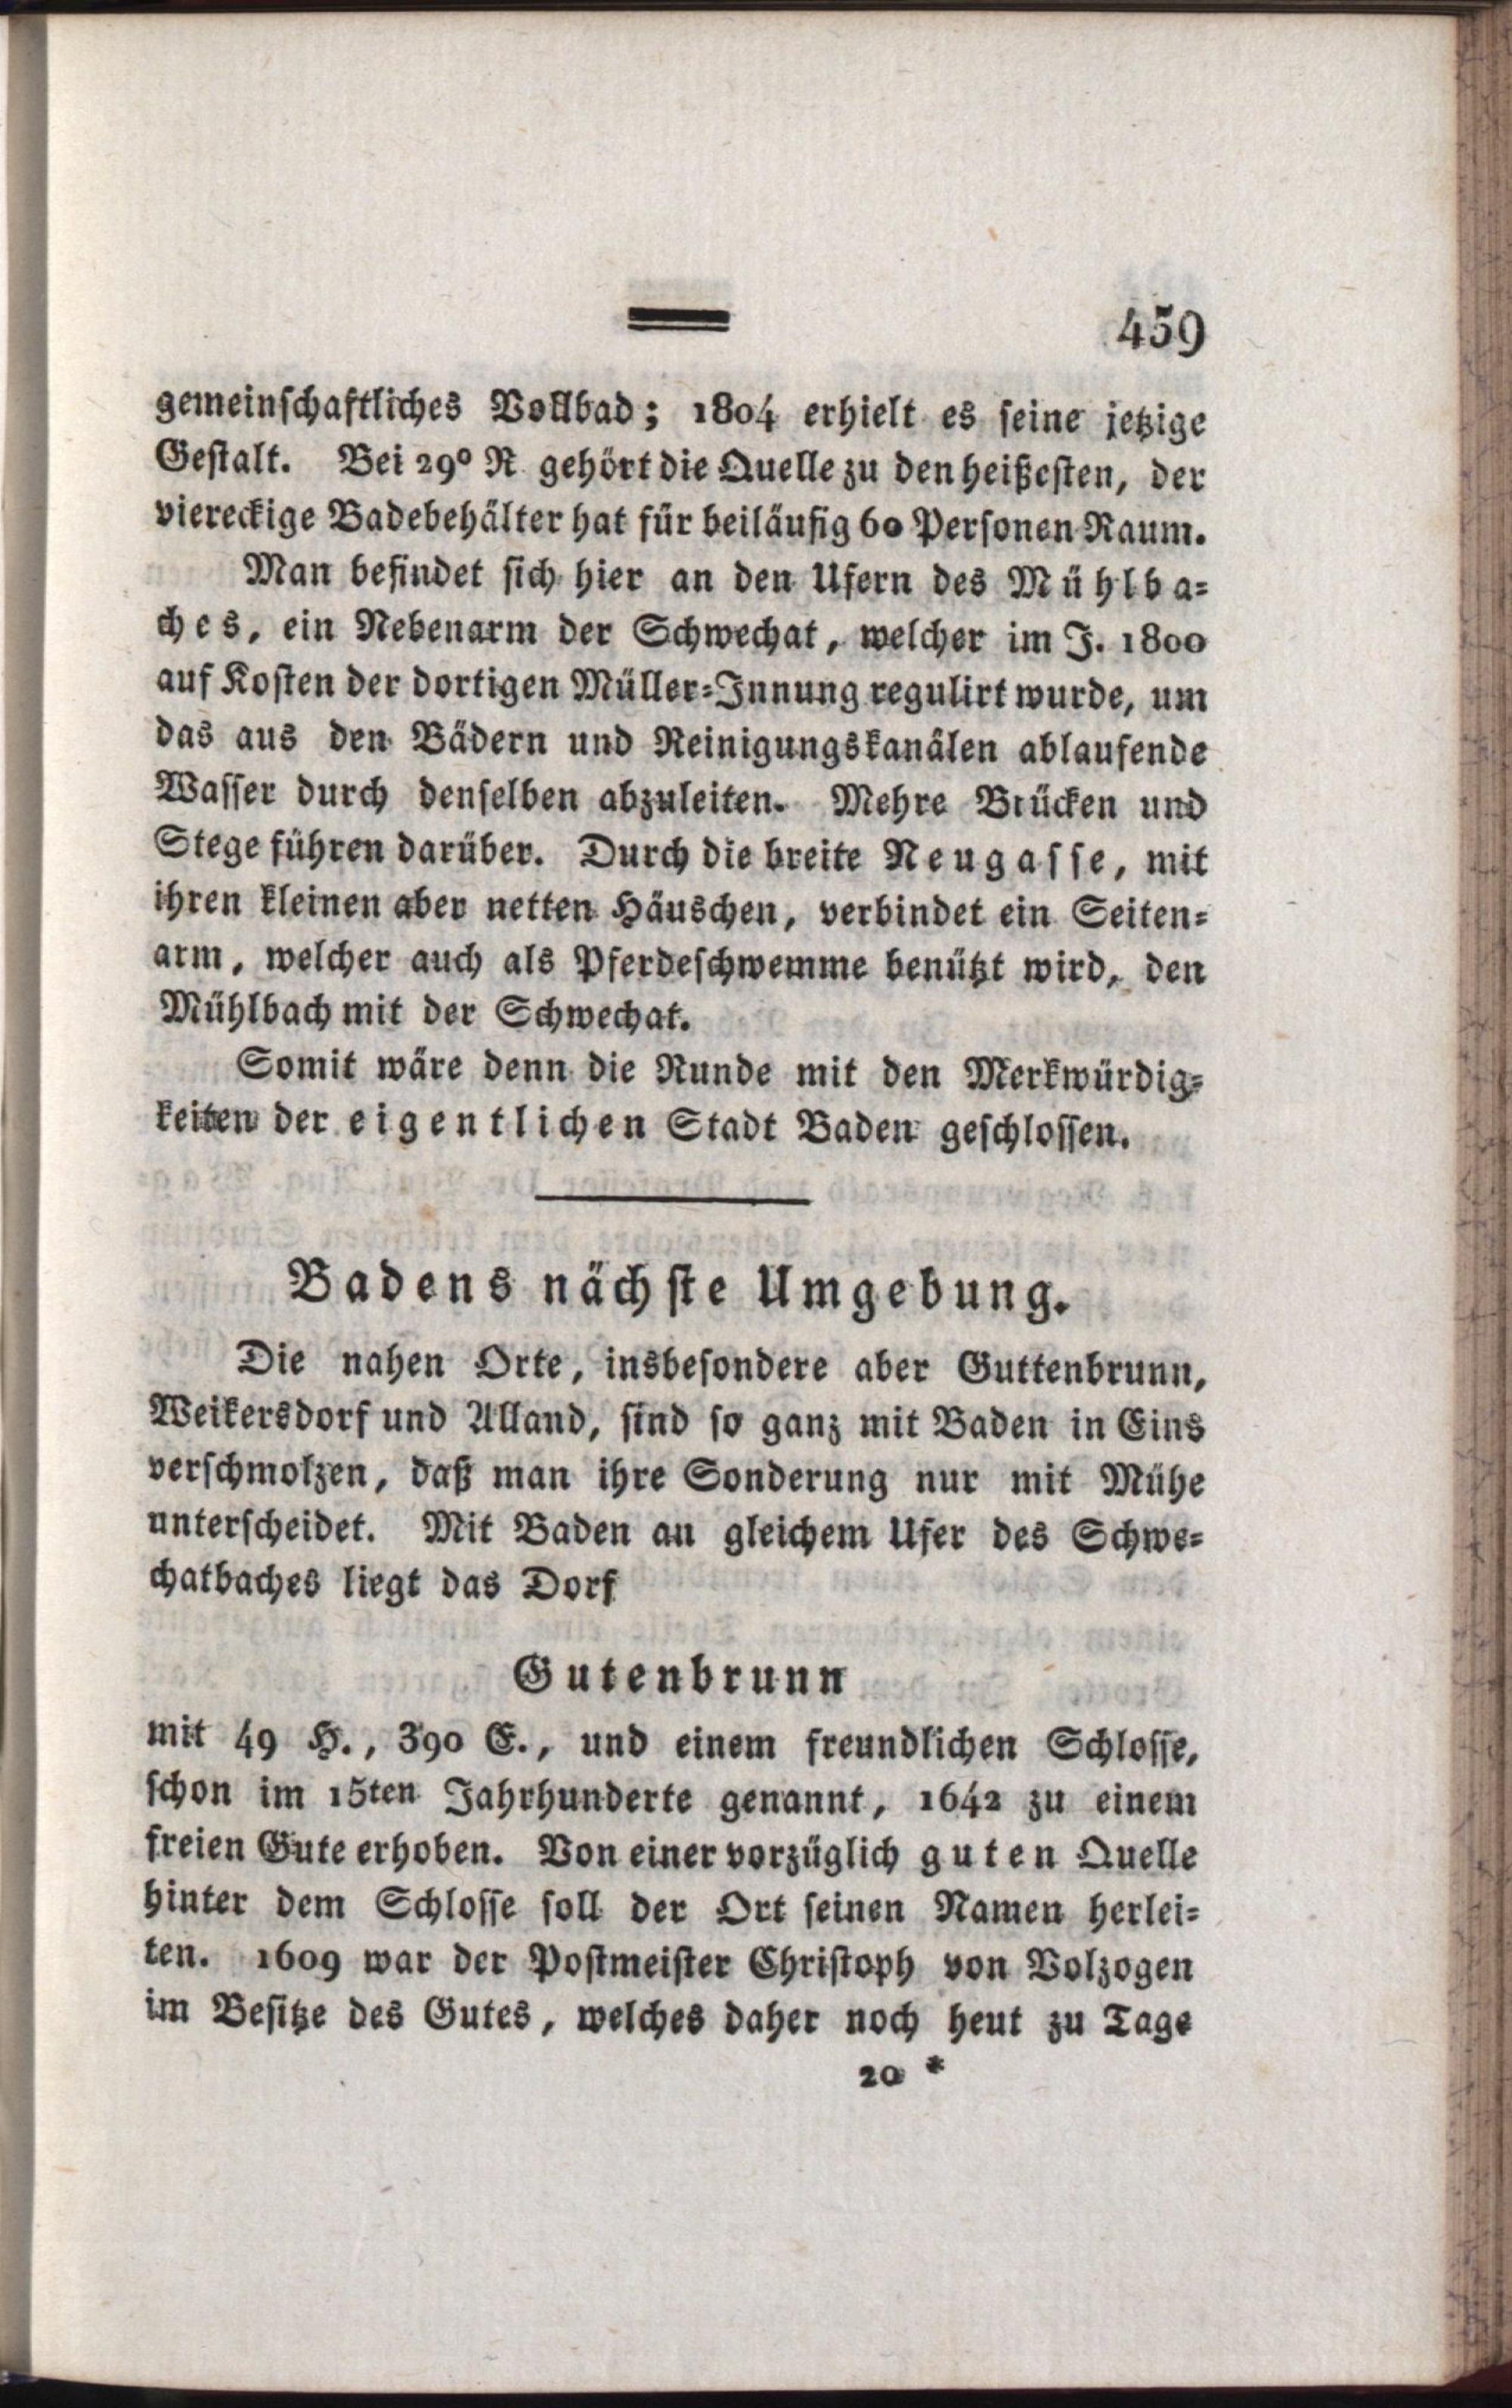 459
gemeinschaftliches Vollbad; 1804 erhielt es seine jetzige
Gestalt. Bei 29° R gehört die Quelle zu den heißesten, der
viereckige Badebehälter hat für beiläufig 60 Personen Raum.
Man befindet sich hier an den Ufern des Mühlba-
ches, ein Nebenarm der Schwechat, welcher im J. 1800
auf Kosten der dortigen Müller-Innung regulirt wurde, um
das aus den Bädern und Reinigungskanälen ablaufende
Wasser durch denselben abzuleiten. Mehre Brücken und
Stege führen darüber. Durch die breite Neugasse, mit
ihren kleinen aber netten Häuschen, verbindet ein Seiten-
arm, welcher auch als Pferdeschwemme benützt wird, den
Mühlbach mit der Schwechat.
Somit wäre denn die Runde mit den Merkwürdig-
keiten der eigentlichen Stadt Baden geschlossen.
Badens nächste Umgebung.
Die nahen Orte, insbesondere aber Guttenbrunn,
Weikersdorf und Alland, sind so ganz mit Baden in Eins
verschmolzen, daß man ihre Sonderung nur mit Mühe
unterscheidet. Mit Baden an gleichem Ufer des Schwe-
chatbaches liegt das Dorf
Gutenbrunn
mit 49 H., 390 E., und einem freundlichen Schlosse,
schon im 15ten Jahrhunderte genannt, 1642 zu einem
freien Gute erhoben. Von einer vorzüglich guten Quelle
hinter dem Schlosse soll der Ort seinen Namen herlei-
ten. 1609 war der Postmeister Christoph von Volzogen
im Besitze des Gutes, welches daher noch heut zu Tage
20 *